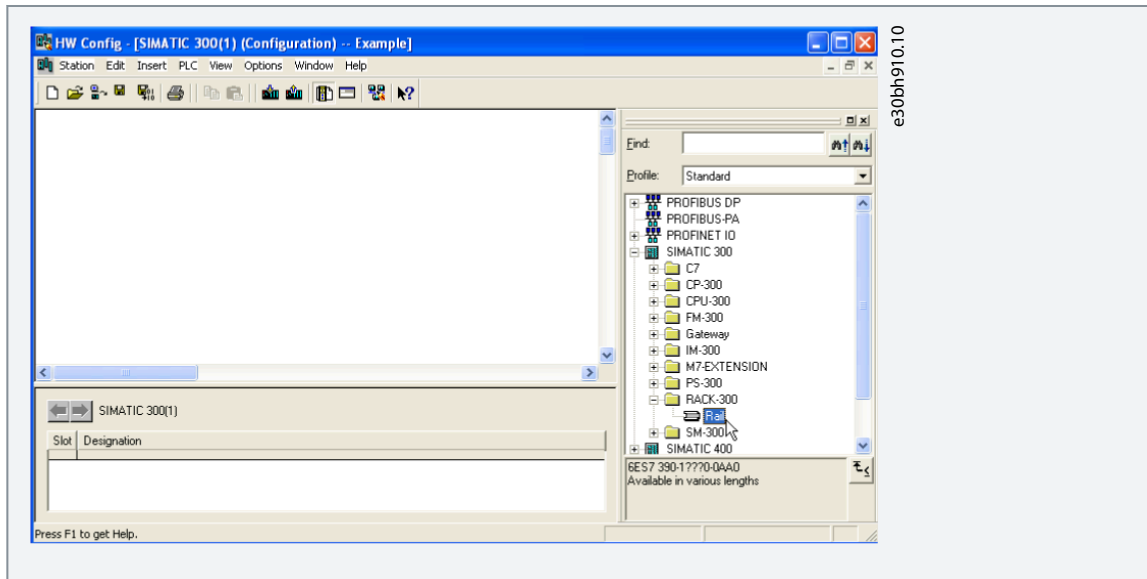 HW Config - [SIMATIC 300(1) (Configuration) -- Example]
Station Edit Insert PLC View Options Window Help
Find:
Profile: Standard
PROFIBUS DP
PROFIBUS-PA
PROFINET IO
SIMATIC 300
C7
CP-300
CPU-300
FM-300
Gateway
IM-300
M7-EXTENSION
PS-300
RACK-300
Rail
SM-300
SIMATIC 400
6ES7 390-1???0-0AA0
Available in various lengths
SIMATIC 300(1)
Slot Designation
Press F1 to get Help.
e30bh910.10